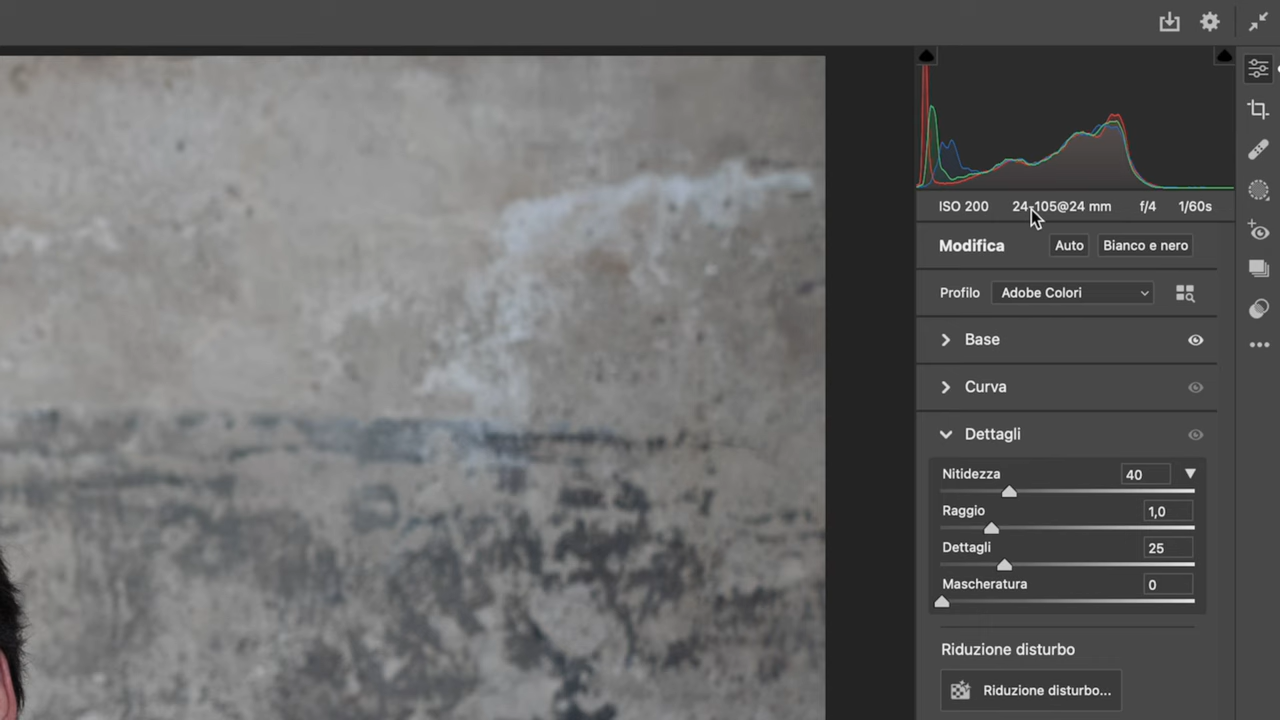 ISO 200 24-105@24 mm f/4 1/60s
Modifica Auto Bianco e nero
Profilo Adobe Colori
Base
Curva
Dettagli
Nitidezza 40
Raggio 1,0
Dettagli 25
Mascheratura 0
Riduzione disturbo
Riduzione disturbo...